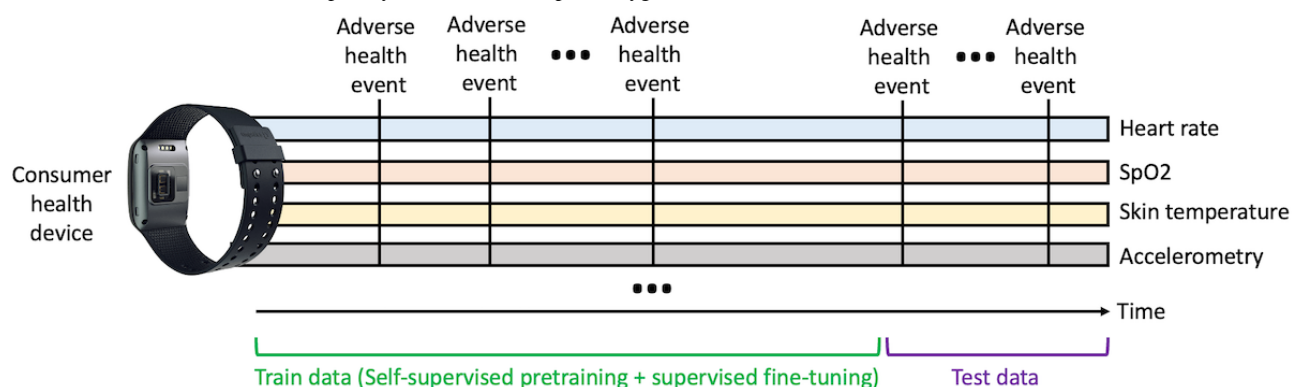 Adverse
health
event
Adverse
health
event
Adverse
health
event
Adverse
health
event
Adverse
health
event
Consumer
health
device
Heart rate
SpO2
Skin temperature
Accelerometry
Time
Train data (Self-supervised pretraining + supervised fine-tuning)
Test data